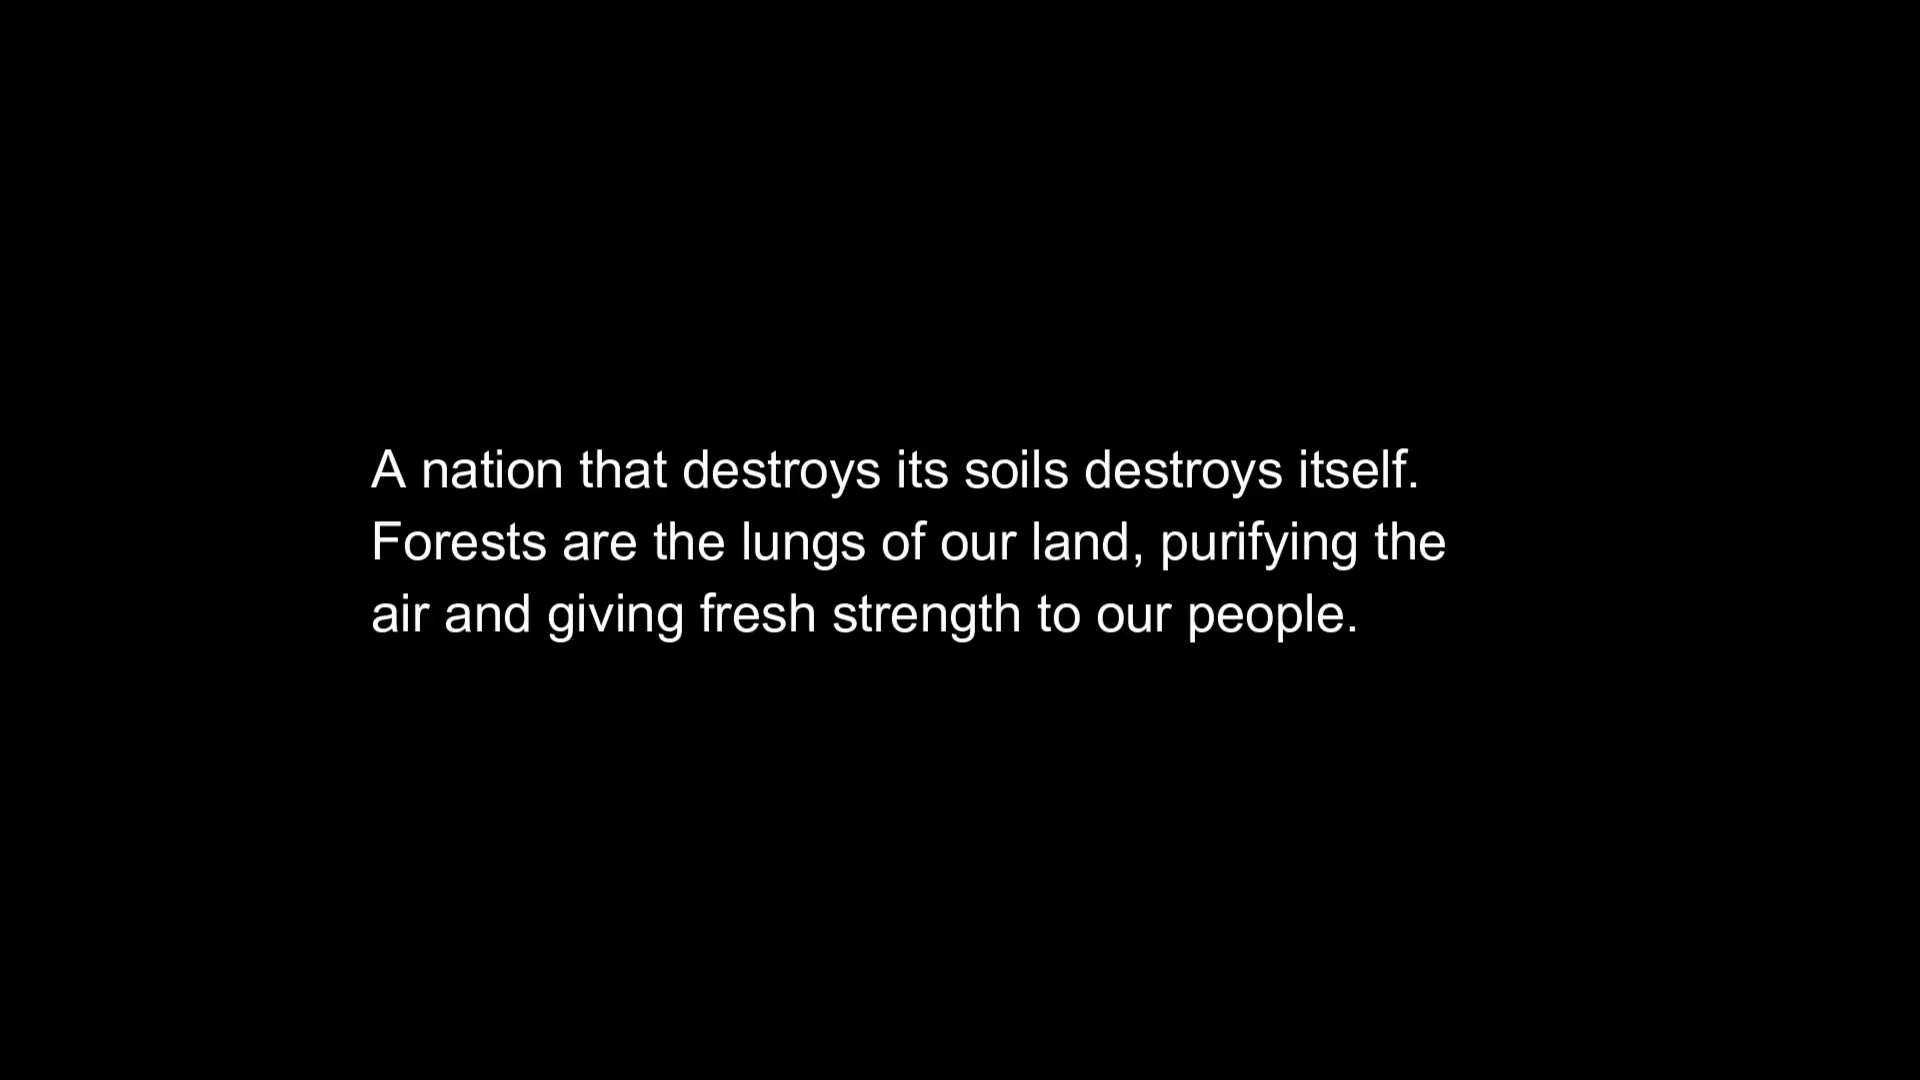 A nation that destroys its soils destroys itself.
Forests are the lungs of our land, purifying the
air and giving fresh strength to our people.